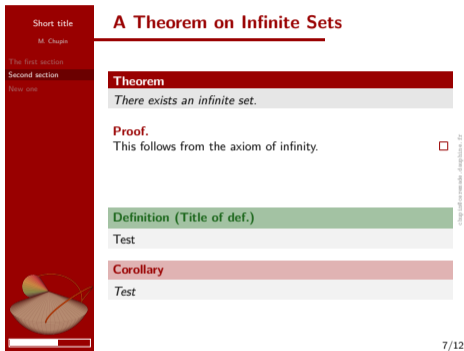 Short title
M. Chupin
The first section
Second section
New one
A Theorem on Infinite Sets
Theorem
There exists an infinite set.
Proof.
This follows from the axiom of infinity.
Definition (Title of def.)
Test
Corollary
Test
7/12